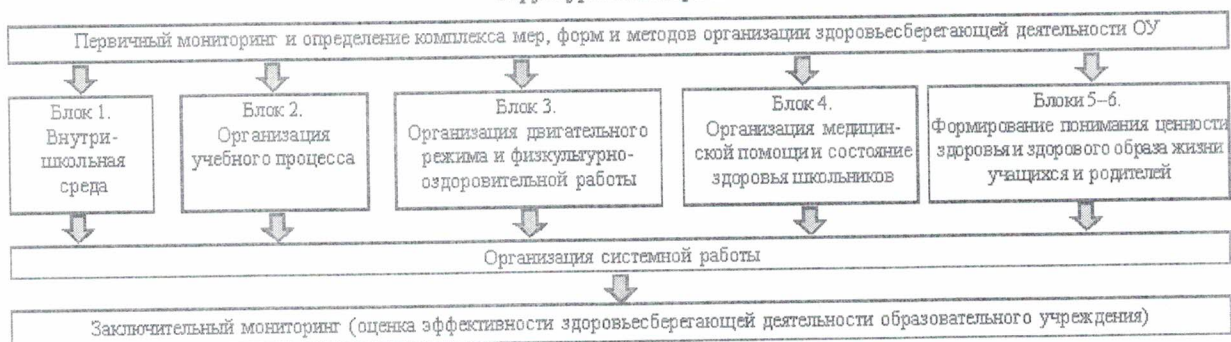 Первичный мониторинг и определение комплекса мер, форм и методов организации здоровьесберегающей деятельности ОУ
Блок 1.
Внутри-
школьная
среда
Блок 2.
Организация
учебного процесса
Блок 3.
Организация двигательного
режима и физкультурно-
оздоровительной работы
Блок 4.
Организация медицин-
ской помощи и состояние
здоровья школьников
Блоки 5–6.
Формирование понимания ценности
здоровья и здорового образа жизни
учащихся и родителей
Организация системной работы
Заключительный мониторинг (оценка эффективности здоровьесберегающей деятельности образовательного учреждения)